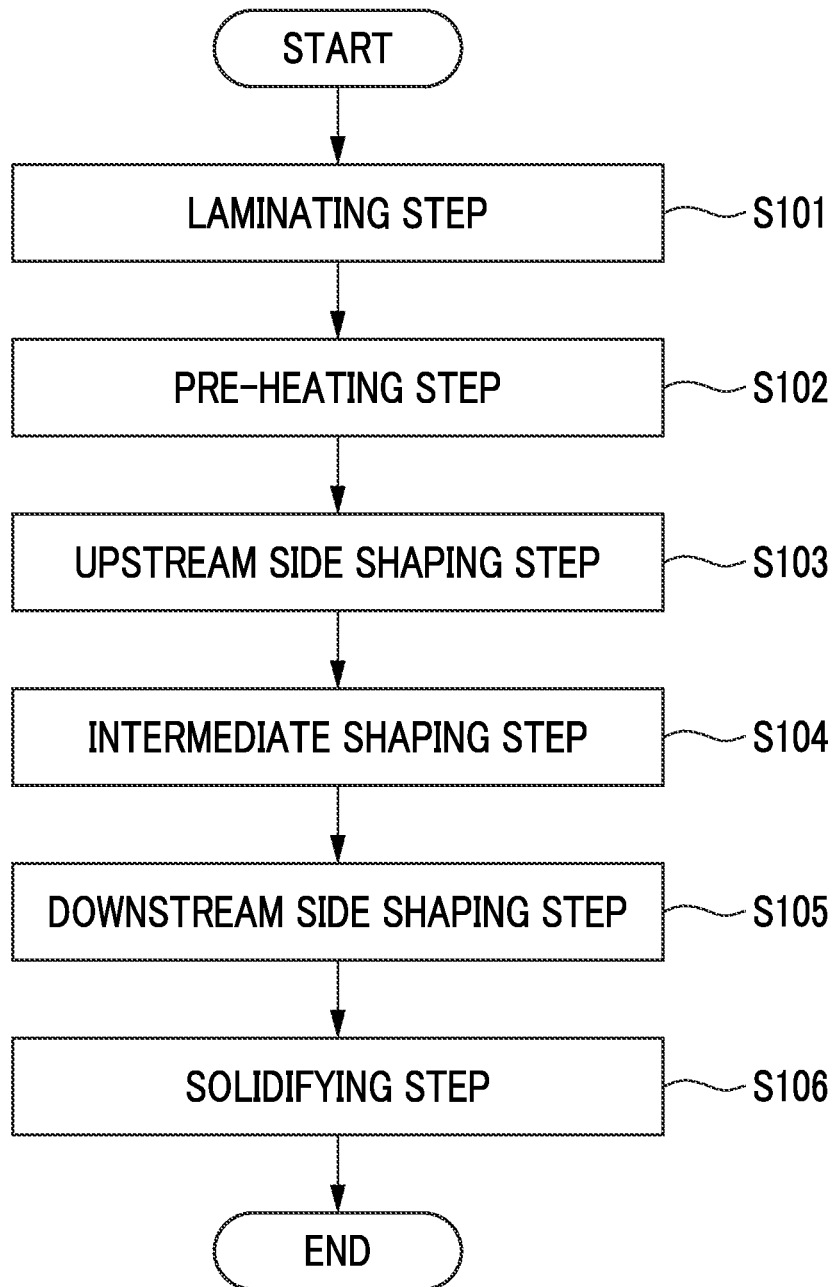 START
LAMINATING STEP S101
PRE-HEATING STEP S102
UPSTREAM SIDE SHAPING STEP S103
INTERMEDIATE SHAPING STEP S104
DOWNSTREAM SIDE SHAPING STEP S105
SOLIDIFYING STEP S106
END